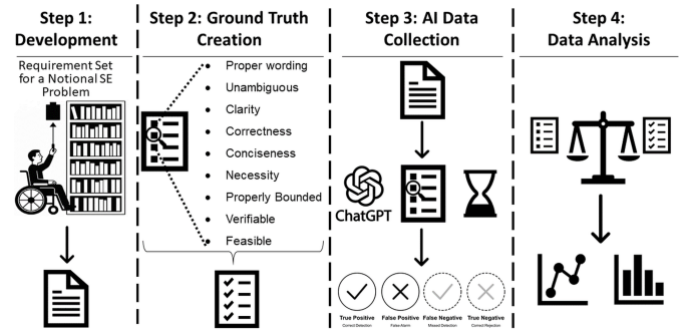 Step 1:
Development
Requirement Set
for a Notional SE
Problem
Step 2: Ground Truth
Creation
Proper wording
Unambiguous
Clarity
Correctness
Conciseness
Necessity
Properly Bounded
Verifiable
Feasible
Step 3: AI Data
Collection
ChatGPT
True Positive
Correct Detection
False Positive
False Alarm
False Negative
Missed Detection
True Negative
Correct Rejection
Step 4:
Data Analysis